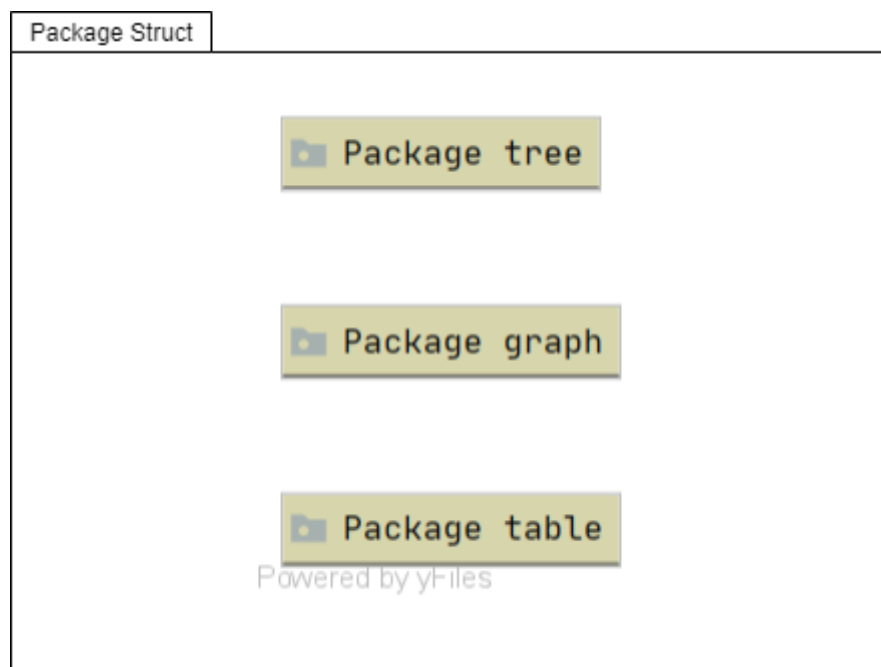 Package Struct
Package tree
Package graph
Package table
Powered by yFiles